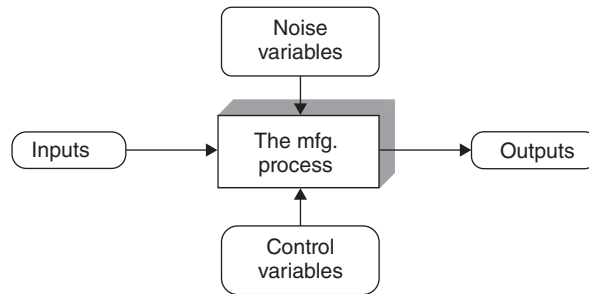 Noise
variables
Inputs
The mfg.
process
Outputs
Control
variables